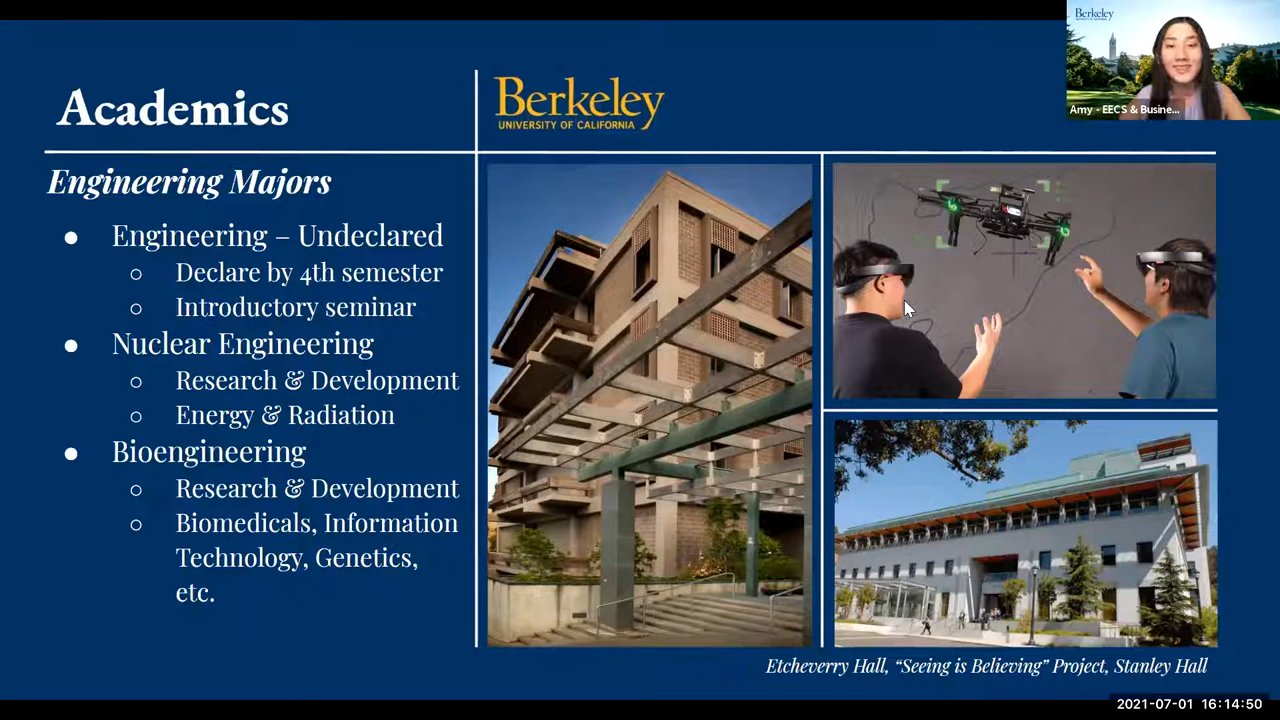 Academics
Berkeley
UNIVERSITY OF CALIFORNIA
Berkeley
Amy - EECS & Busine...
Engineering Majors
● Engineering – Undeclared
○ Declare by 4th semester
○ Introductory seminar
● Nuclear Engineering
○ Research & Development
○ Energy & Radiation
● Bioengineering
○ Research & Development
○ Biomedicals, Information
Technology, Genetics,
etc.
Etcheverry Hall, “Seeing is Believing” Project, Stanley Hall
2021-07-01 16:14:50